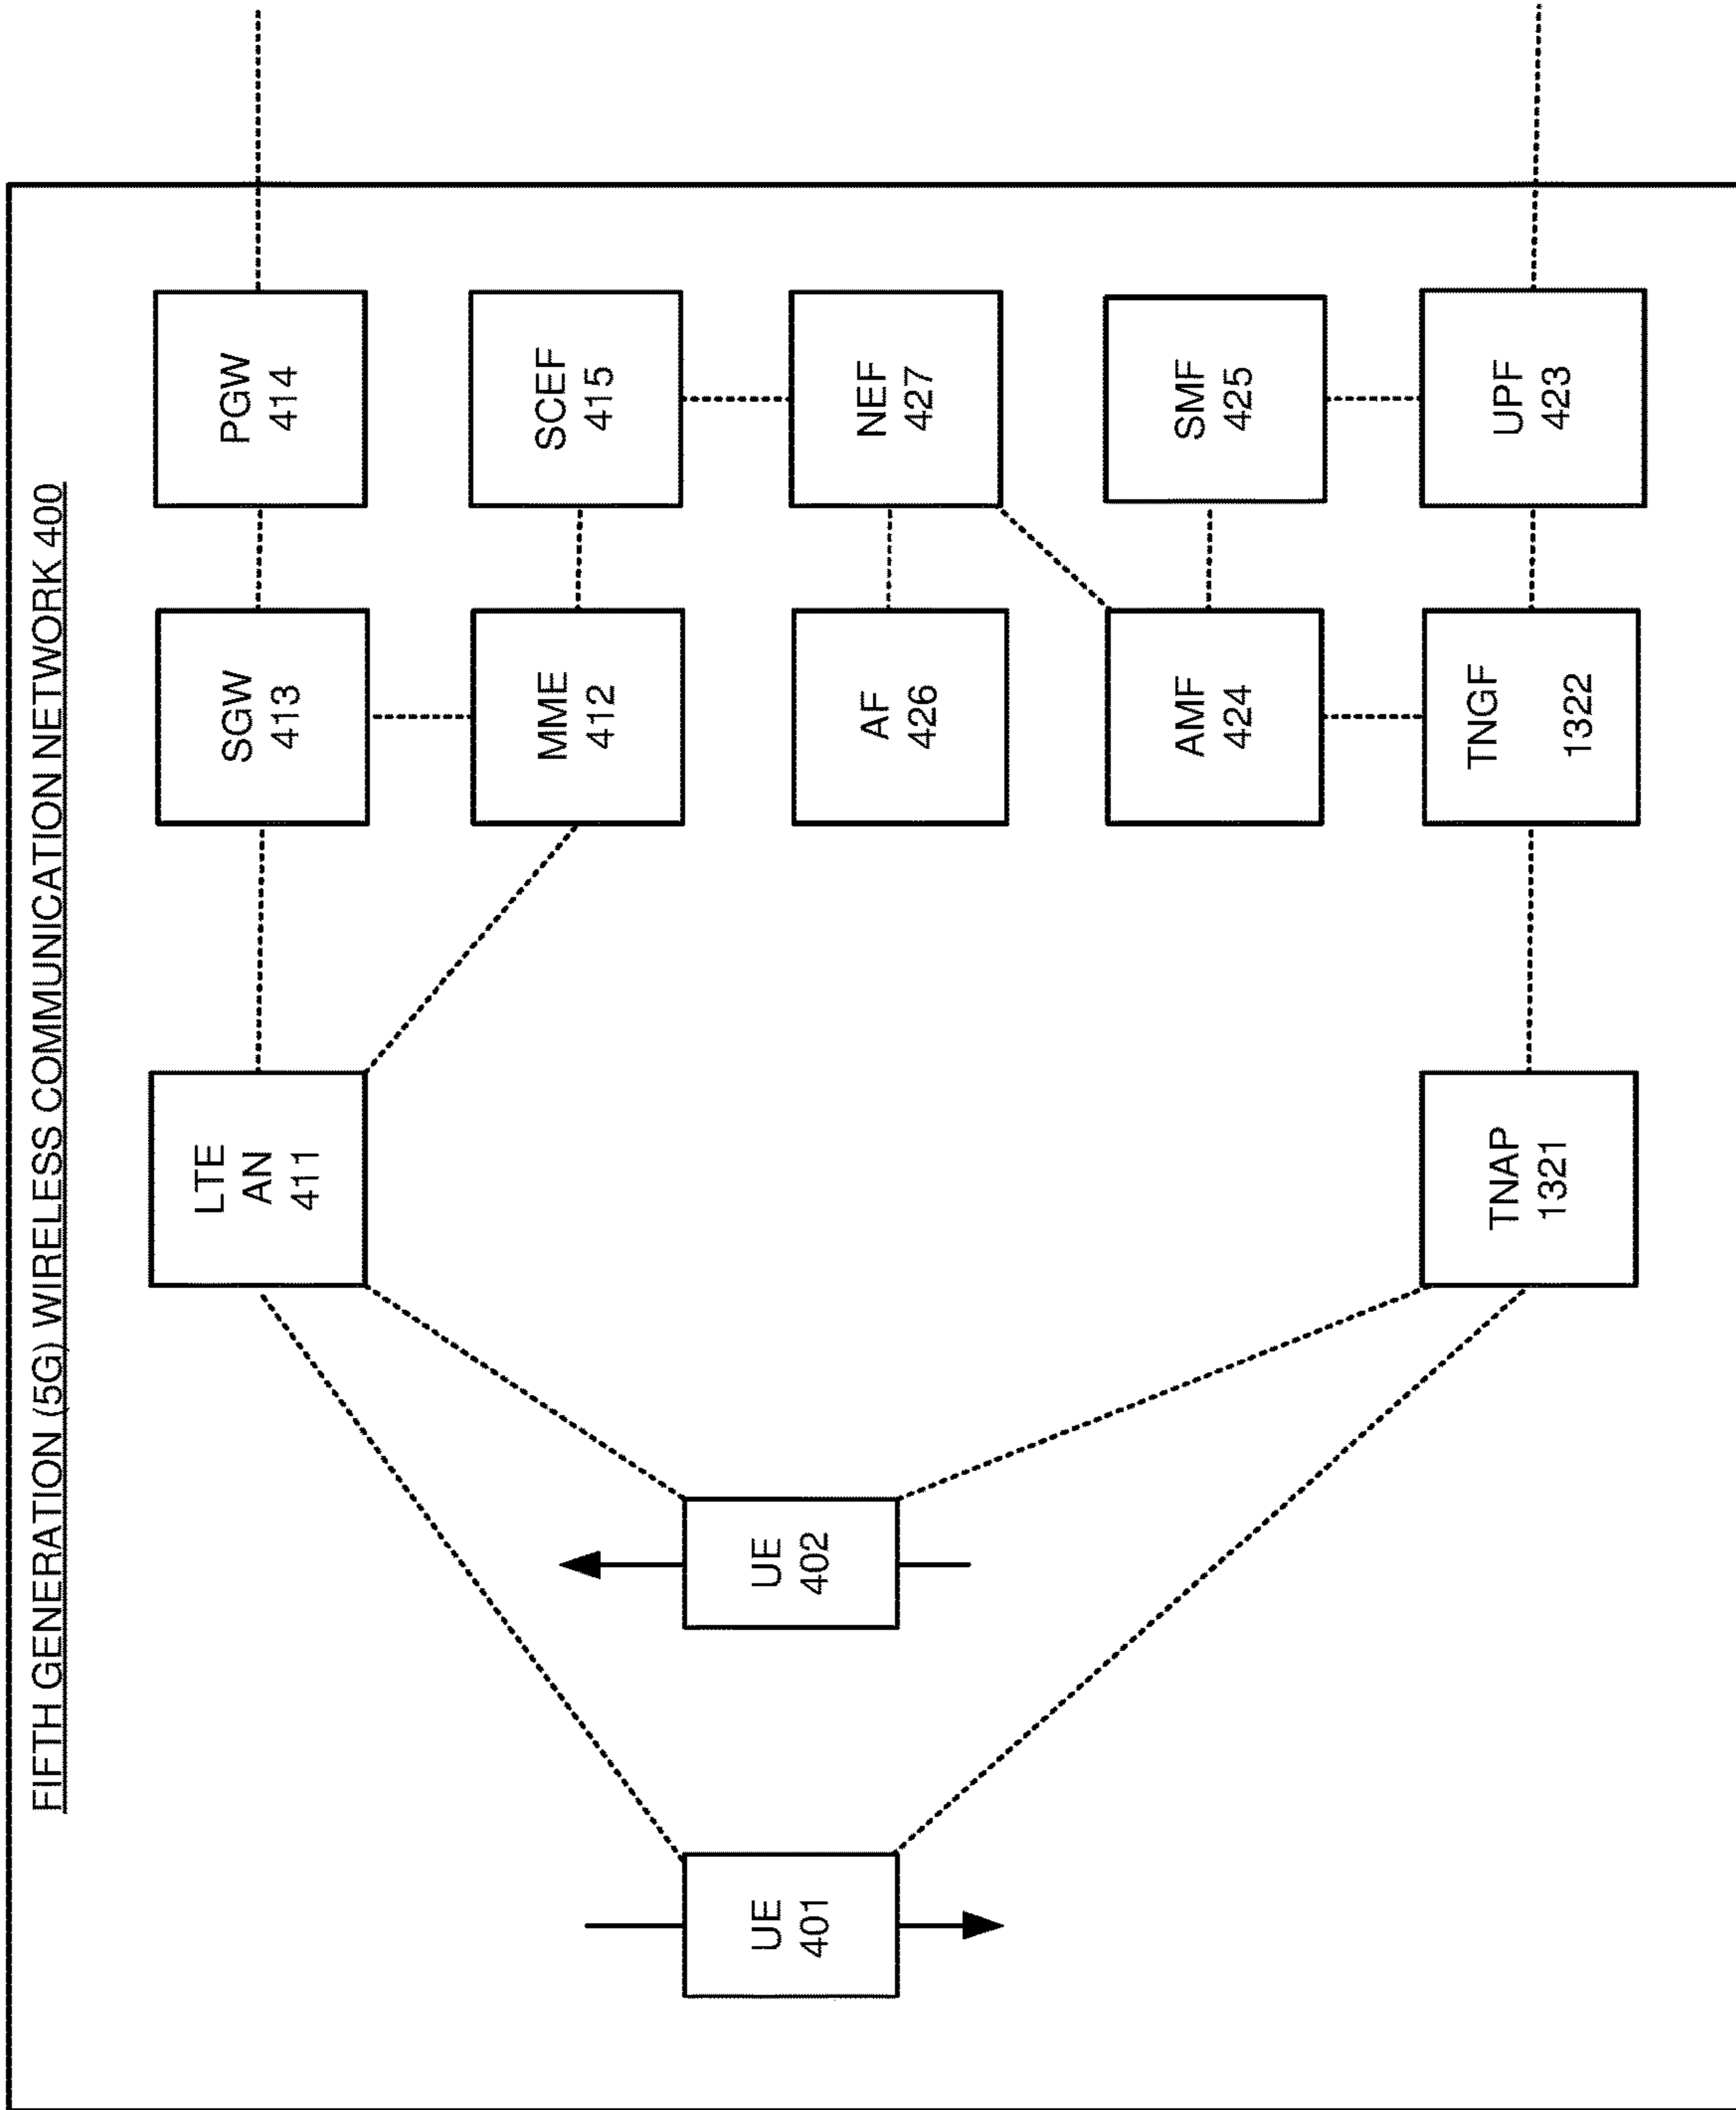 FIFTH GENERATION (5G) WIRELESS COMMUNICATION NETWORK 400
LTE
AN
411
SGW
413
PGW
414
MME
412
SCEF
415
UE
401
UE
402
AF
426
NEF
427
AMF
424
SMF
425
TNAP
1321
TNGF
1322
UPF
423